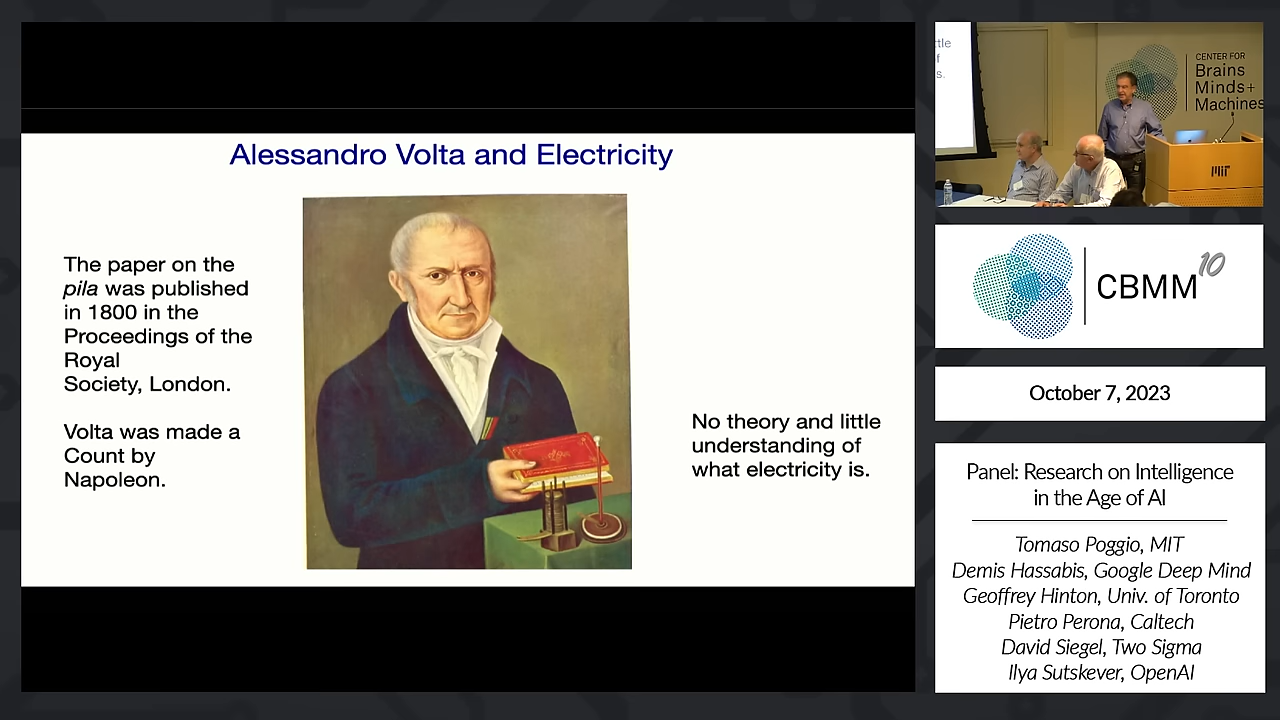 Alessandro Volta and Electricity
The paper on the
pila was published
in 1800 in the
Proceedings of the
Royal
Society, London.
Volta was made a
Count by
Napoleon.
No theory and little
understanding of
what electricity is.
CENTER FOR
Brains
Minds+
Machines
MIT
CBMM 10
October 7, 2023
Panel: Research on Intelligence
in the Age of AI
Tomaso Poggio, MIT
Demis Hassabis, Google Deep Mind
Geoffrey Hinton, Univ. of Toronto
Pietro Perona, Caltech
David Siegel, Two Sigma
Ilya Sutskever, OpenAI